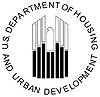 U.S. DEPARTMENT OF HOUSING
AND URBAN DEVELOPMENT